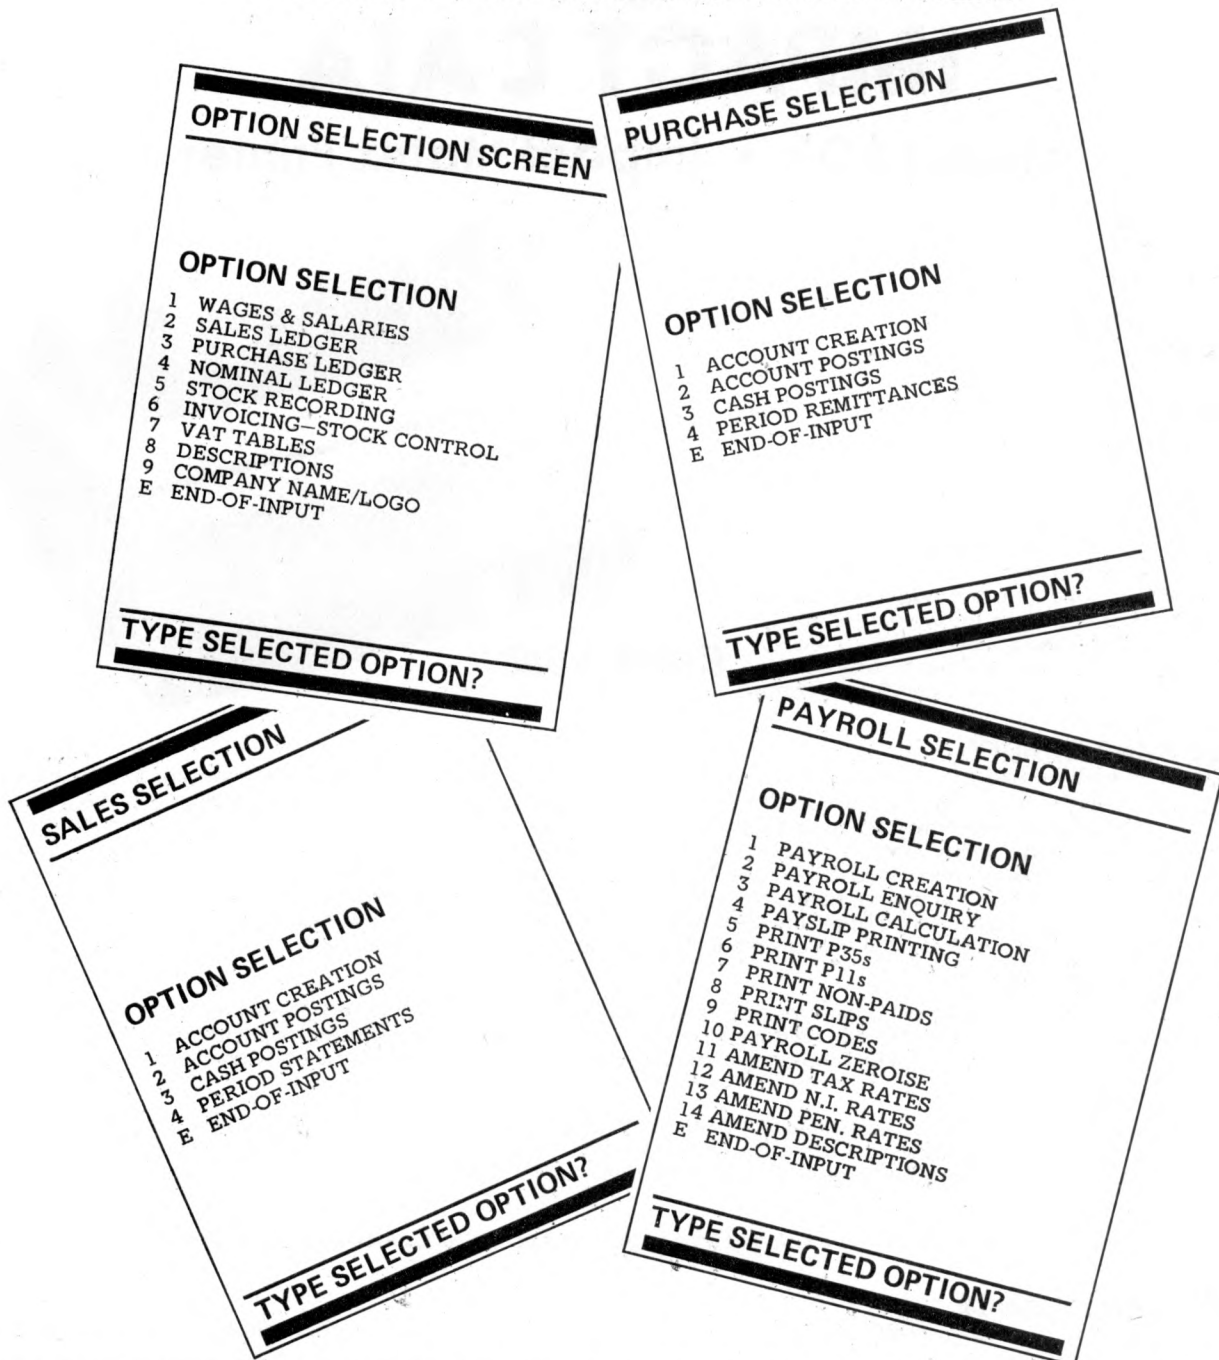 OPTION SELECTION SCREEN
OPTION SELECTION
1 WAGES & SALARIES
2 SALES LEDGER
3 PURCHASE LEDGER
4 NOMINAL LEDGER
5 STOCK RECORDING
6 INVOICING—STOCK CONTROL
7 VAT TABLES
8 DESCRIPTIONS
9 COMPANY NAME/LOGO
E END-OF-INPUT
TYPE SELECTED OPTION?
PURCHASE SELECTION
OPTION SELECTION
1 ACCOUNT CREATION
2 ACCOUNT POSTINGS
3 CASH POSTINGS
4 PERIOD REMITTANCES
E END-OF-INPUT
TYPE SELECTED OPTION?
SALES SELECTION
OPTION SELECTION
1 ACCOUNT CREATION
2 ACCOUNT POSTINGS
3 CASH POSTINGS
4 PERIOD STATEMENTS
E END-OF-INPUT
TYPE SELECTED OPTION?
PAYROLL SELECTION
OPTION SELECTION
1 PAYROLL CREATION
2 PAYROLL ENQUIRY
3 PAYROLL CALCULATION
4 PAYSLIP PRINTING
5 PRINT P35s
6 PRINT P11s
7 PRINT NON-PAIDS
8 PRINT SLIPS
9 PRINT CODES
10 PAYROLL ZEROISE
11 AMEND TAX RATES
12 AMEND N.I. RATES
13 AMEND PEN. RATES
14 AMEND DESCRIPTIONS
E END-OF-INPUT
TYPE SELECTED OPTION?